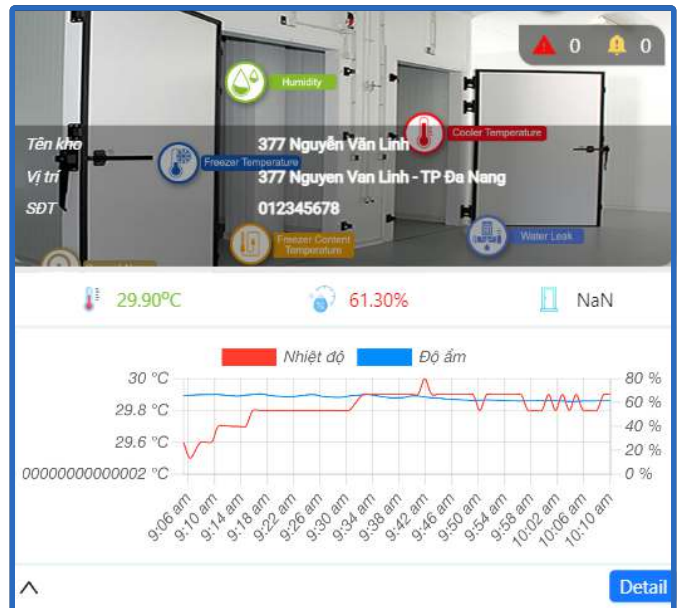 0 0
Humidity
Cooler Temperature
Tên kho 377 Nguyễn Văn Linh
Freezer Temperature
Vị trí 377 Nguyen Van Linh - TP Da Nang
SĐT 012345678
Freezer Content
Temperature
Water Leak
29.90°C 61.30% NaN
Nhiệt độ Độ ẩm
30 °C 80 %
29.8 °C 60 %
40 %
29.6 °C
20 %
00000000000002 °C 0 %
9:06 am 9:10 am 9:14 am 9:18 am 9:22 am 9:26 am 9:30 am 9:34 am 9:38 am 9:42 am 9:46 am 9:50 am 9:54 am 9:58 am 10:02 am 10:06 am 10:10 am
Detail